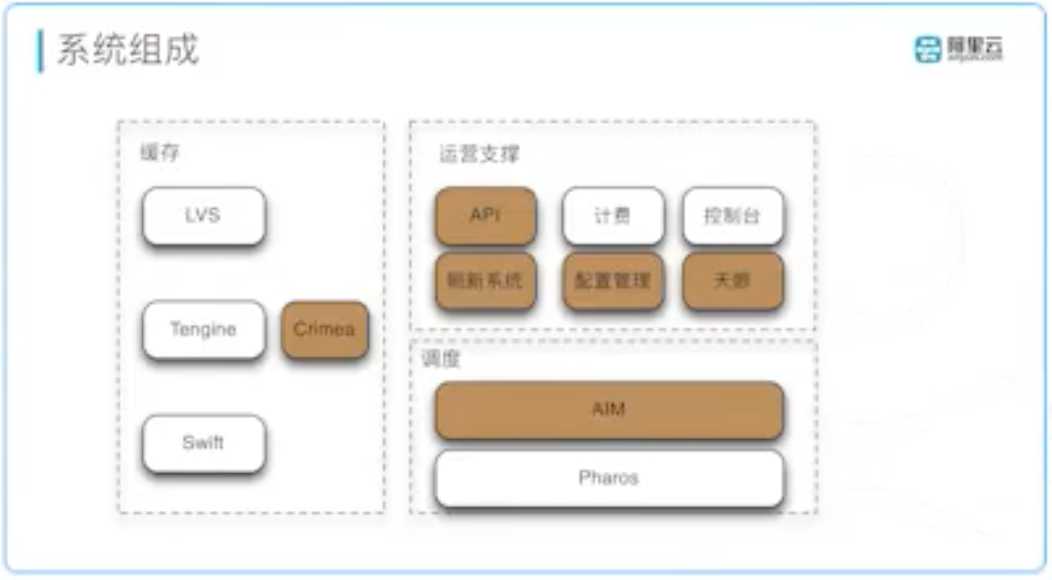 系统组成
阿里云
aliyun.com
缓存
LVS
Tengine
Crimea
Swift
运营支撑
API
计费
控制台
刷新系统
配置管理
天眼
调度
AIM
Pharos